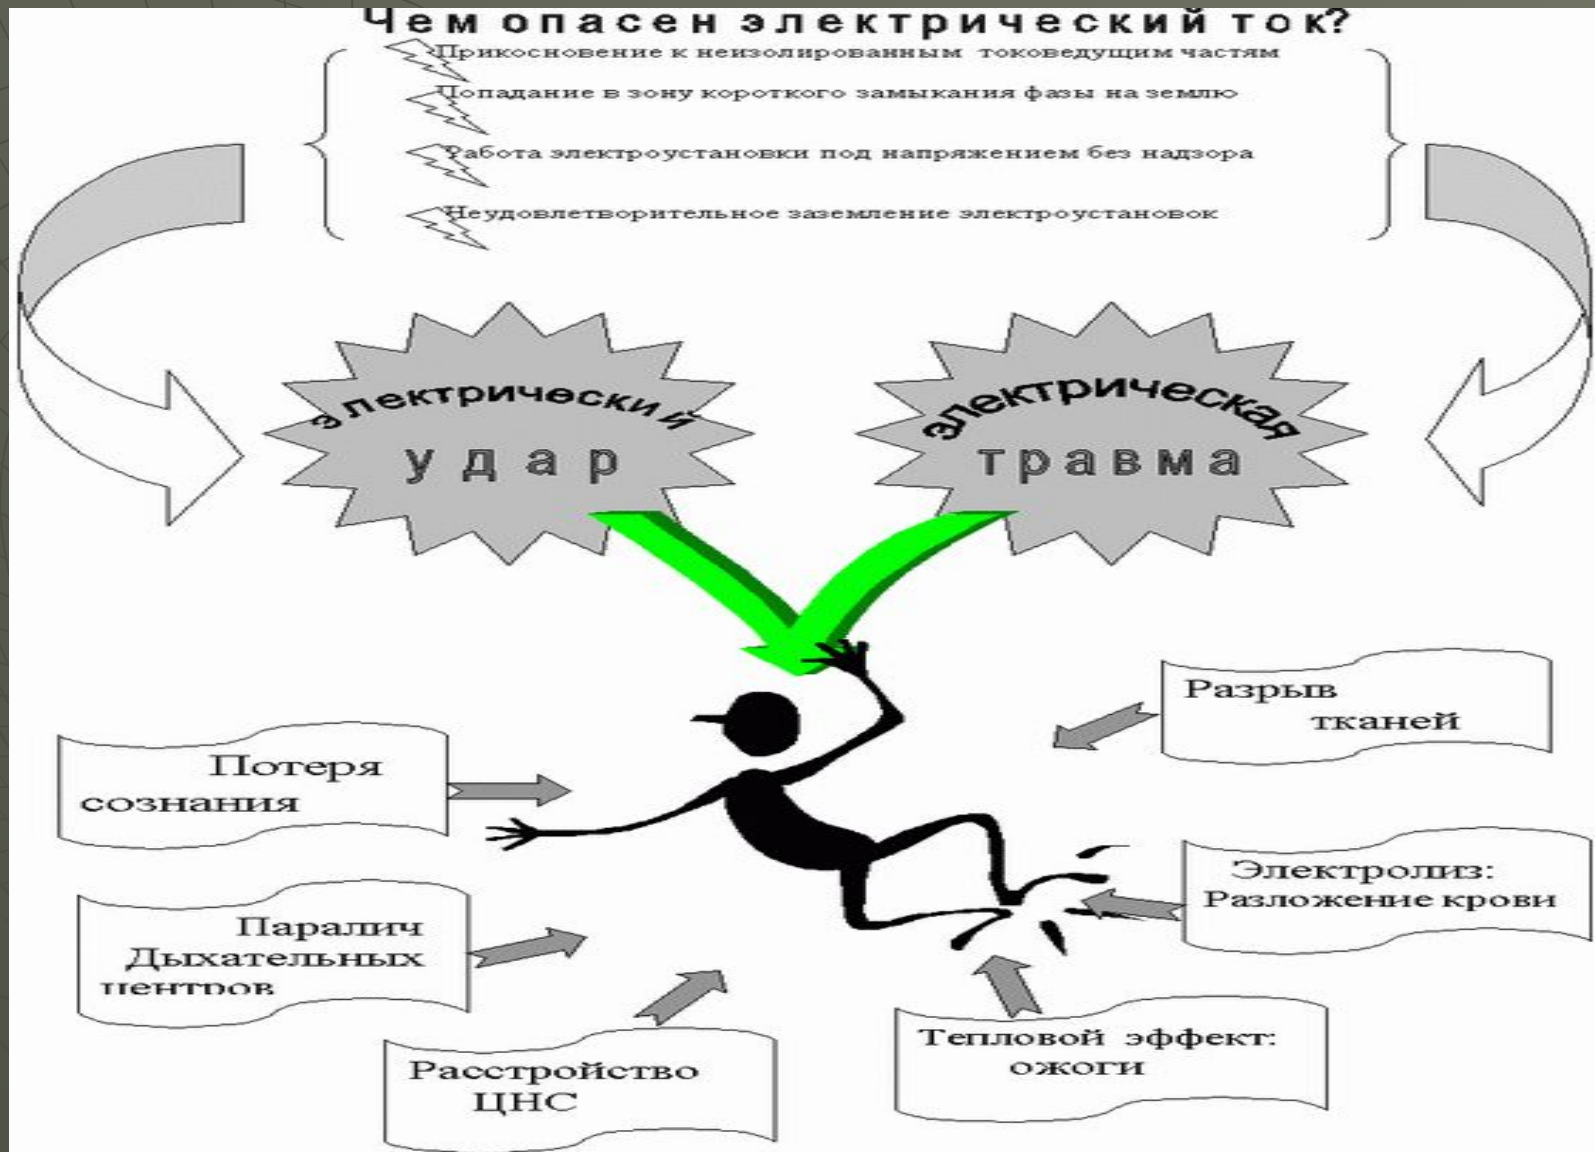 Чем опасен электрический ток?
Прикосновение к неизолированным токоведущим частям
Попадание в зону короткого замыкания фазы на землю
Работа электроустановки под напряжением без надзора
Неудовлетворительное заземление электроустановок
электрический
удар
электрическая
травма
Потеря
сознания
Паралич
Дыхательных
центров
Расстройство
ЦНС
Тепловой эффект:
ожоги
Электролиз:
Разложение крови
Разрыв
тканей